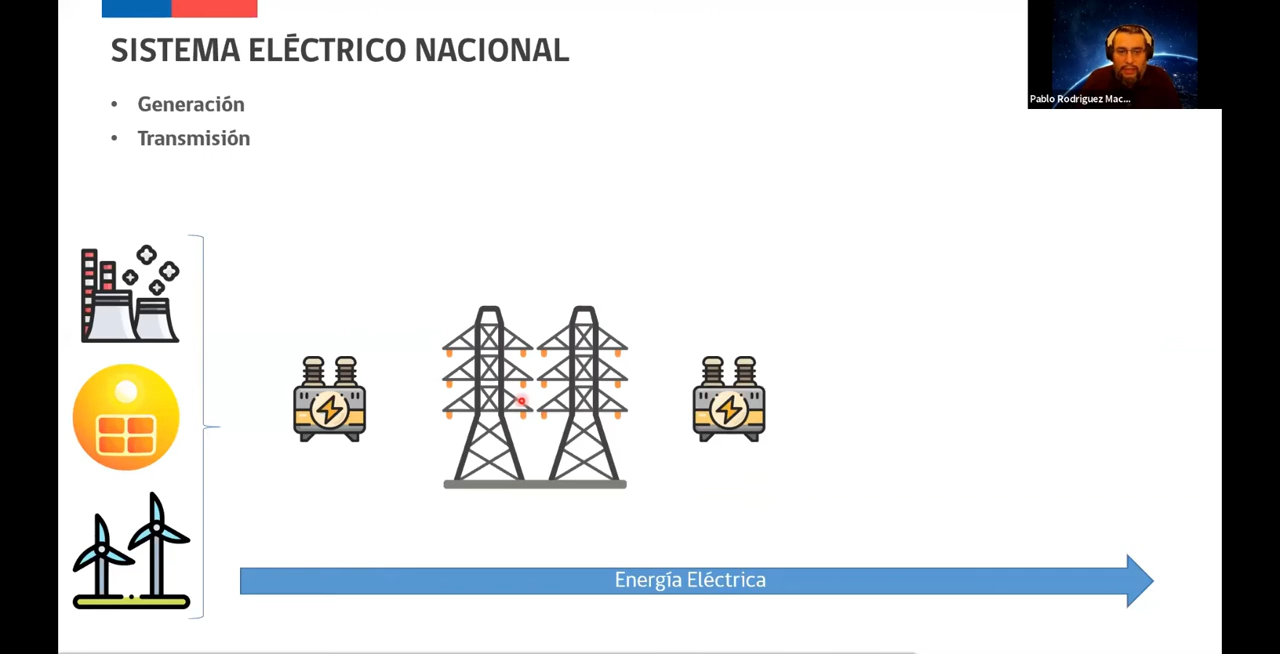 SISTEMA ELÉCTRICO NACIONAL
• Generación
• Transmisión
Pablo Rodriguez Mac...
Energía Eléctrica